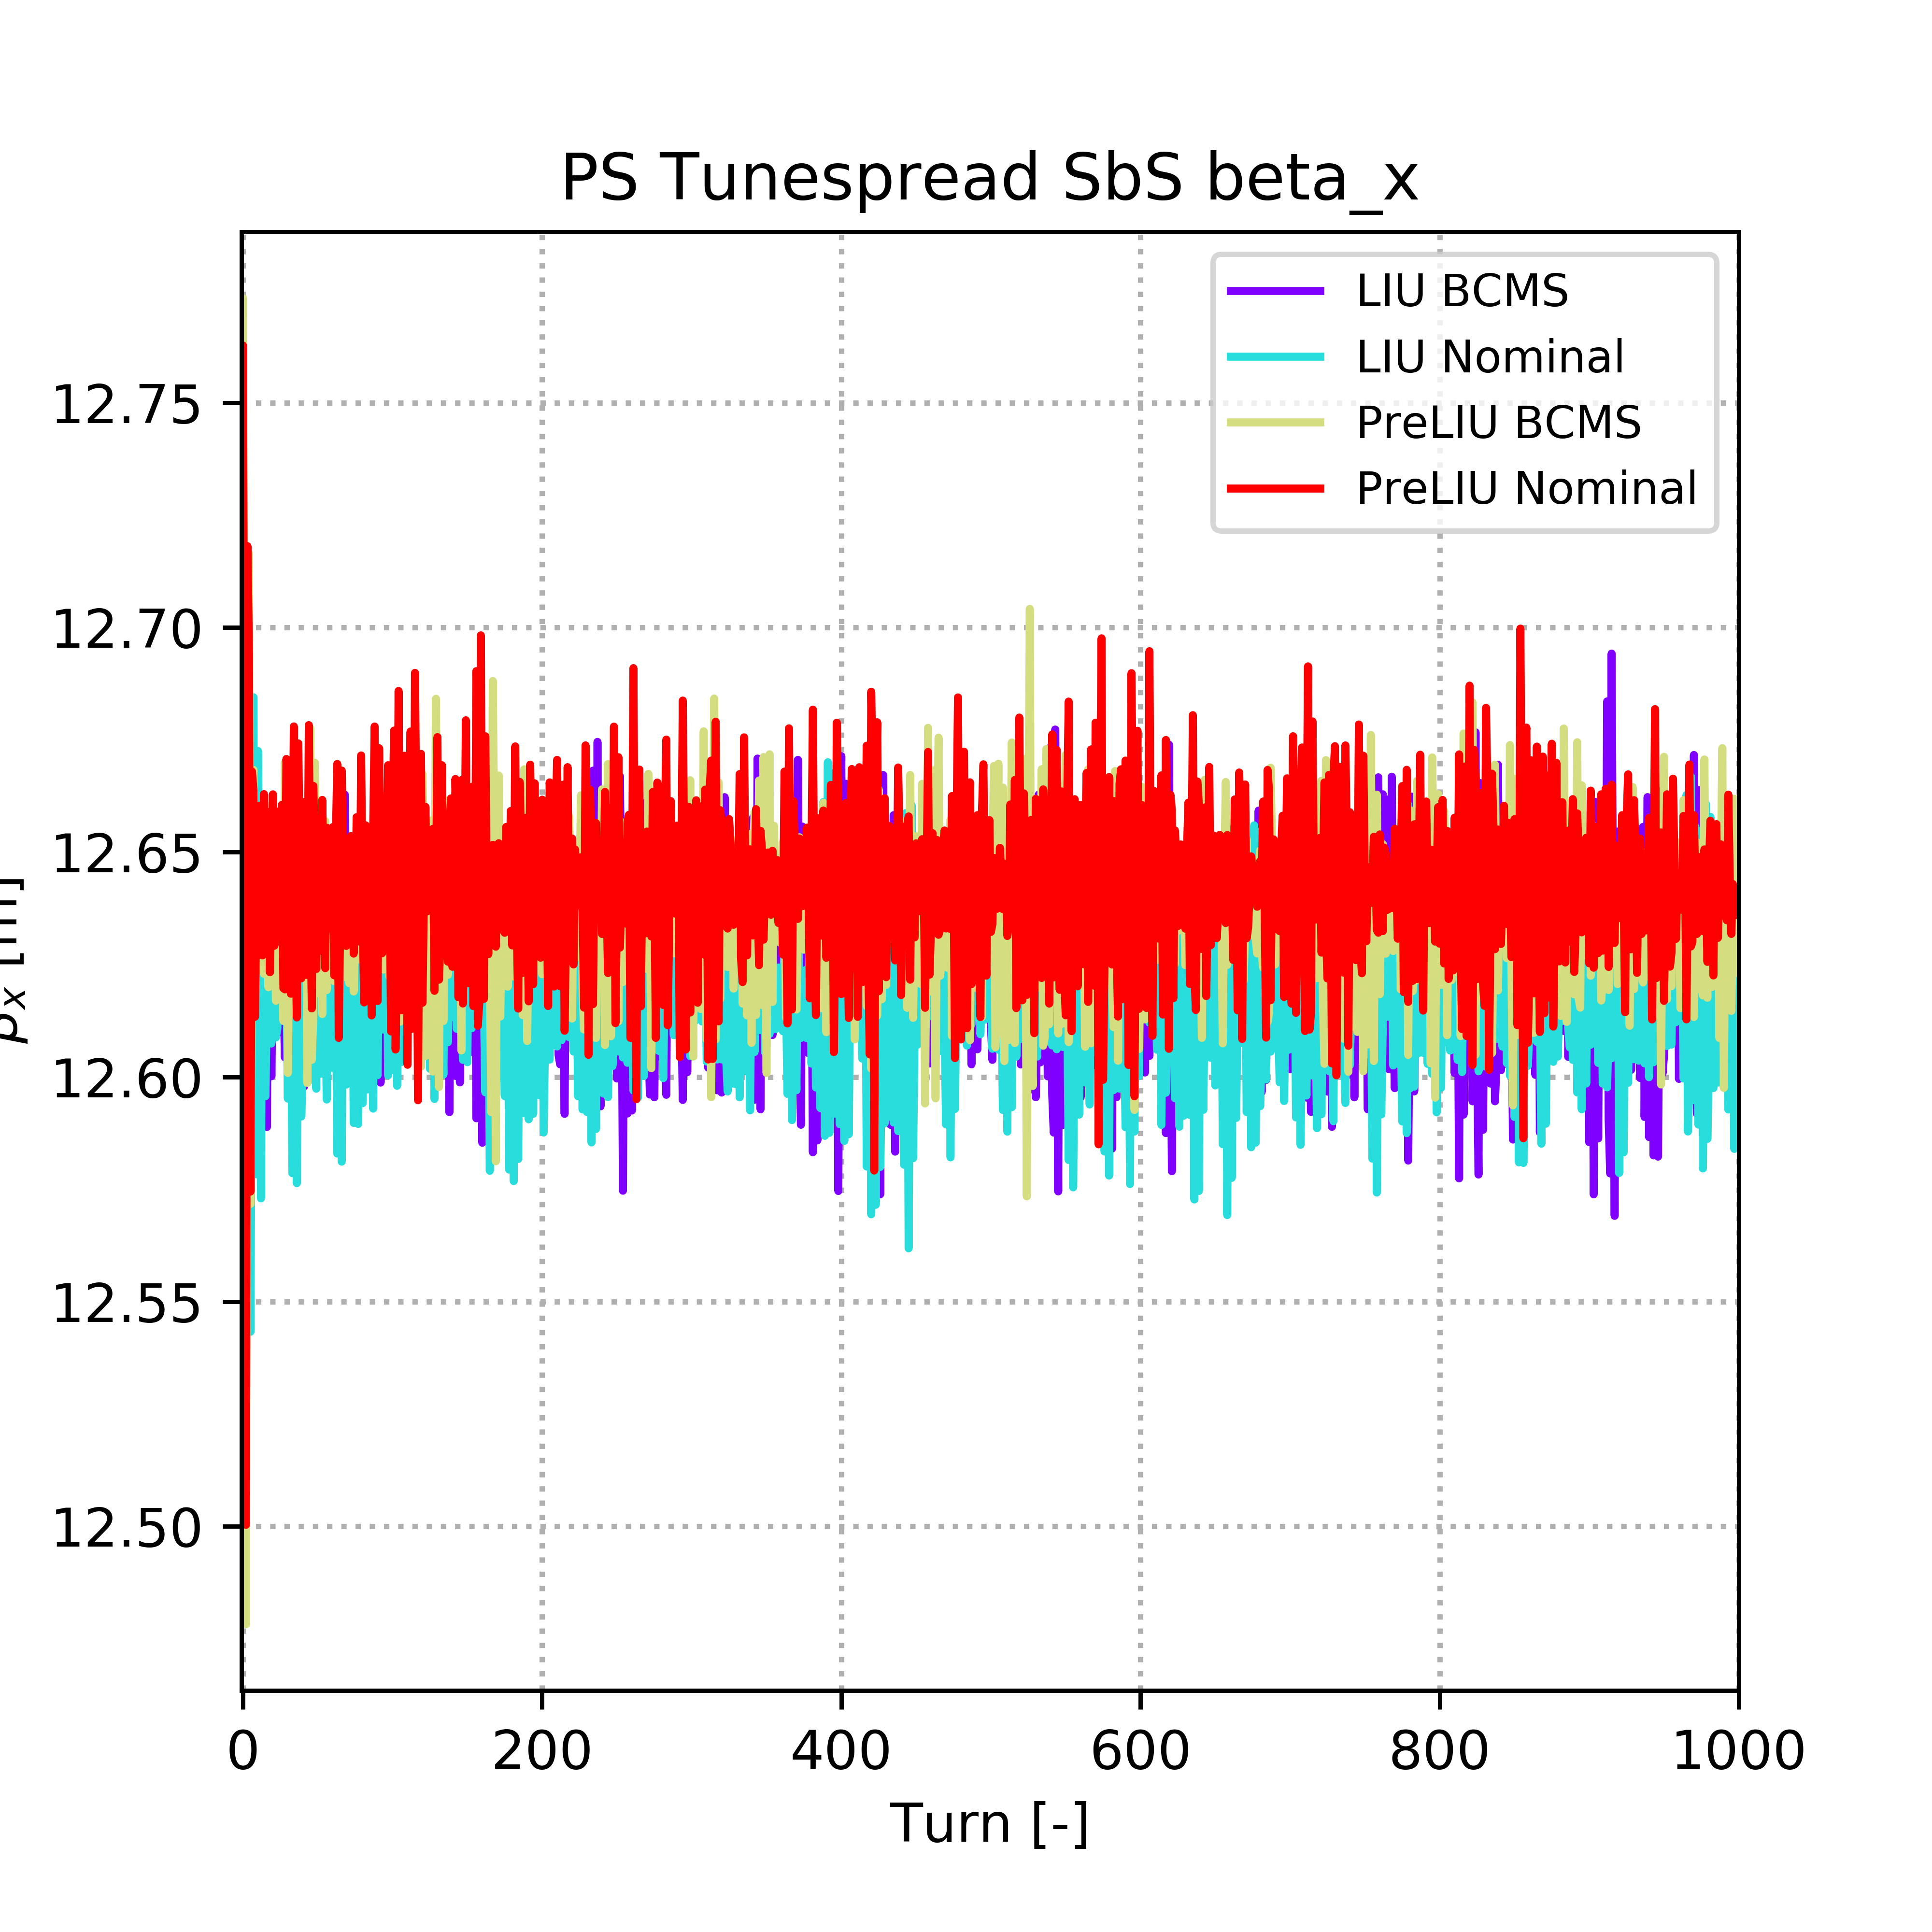 PS Tunespread SbS beta_x
LIU BCMS
LIU Nominal
PreLIU BCMS
PreLIU Nominal
12.75
12.70
12.65
12.60
12.55
12.50
0 200 400 600 800 1000
Turn [-]